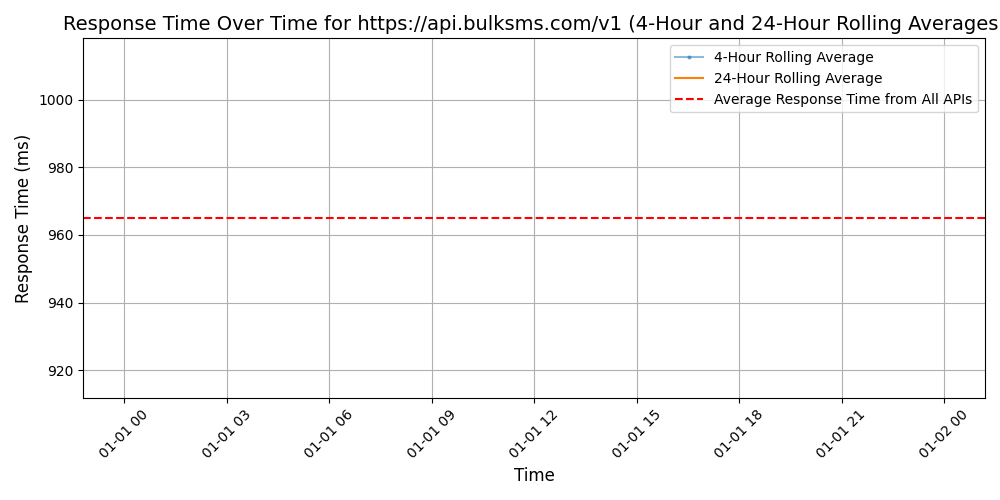 Response Time Over Time for https://api.bulksms.com/v1 (4-Hour and 24-Hour Rolling Averages
4-Hour Rolling Average
24-Hour Rolling Average
Average Response Time from All APIs
Response Time (ms)
1000
980
960
940
920
01-01 00
01-01 03
01-01 06
01-01 09
01-01 12
01-01 15
01-01 18
01-01 21
01-02 00
Time